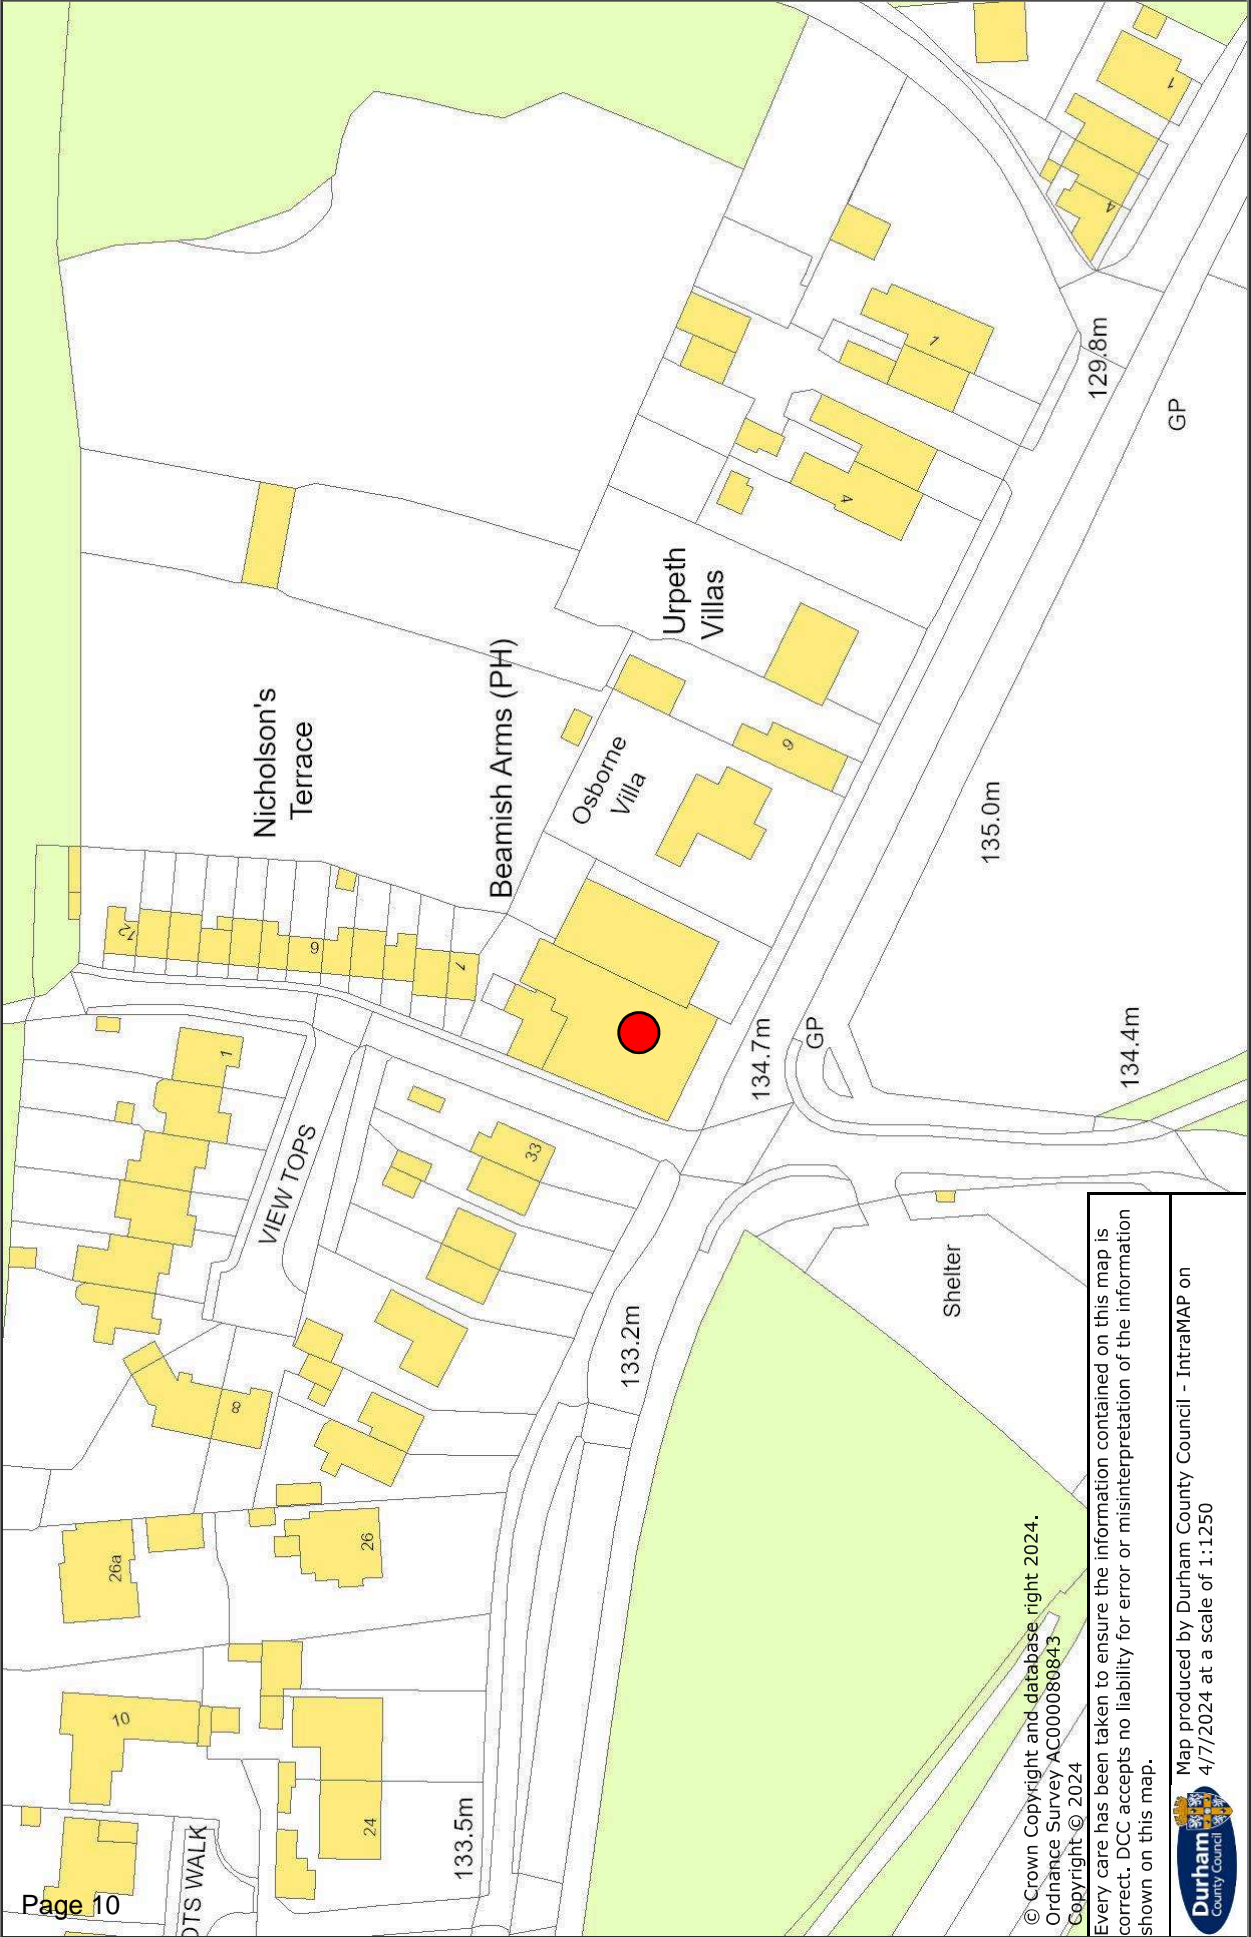 Nicholson's
Terrace
Beamish Arms (PH)
Osborne
Villa
Urpeth
Villas
VIEW TOPS
OTS WALK
12
9
7
1
8
26a
26
10
24
33
6
4
1
4
1
GP
GP
129.8m
135.0m
134.7m
134.4m
133.2m
133.5m
Shelter
Page 10
© Crown Copyright and database right 2024.
Ordnance Survey AC000080843
Copyright © 2024
Every care has been taken to ensure the information contained on this map is
correct. DCC accepts no liability for error or misinterpretation of the information
shown on this map.
Durham
County Council
Map produced by Durham County Council - IntraMAP on
4/7/2024 at a scale of 1:1250